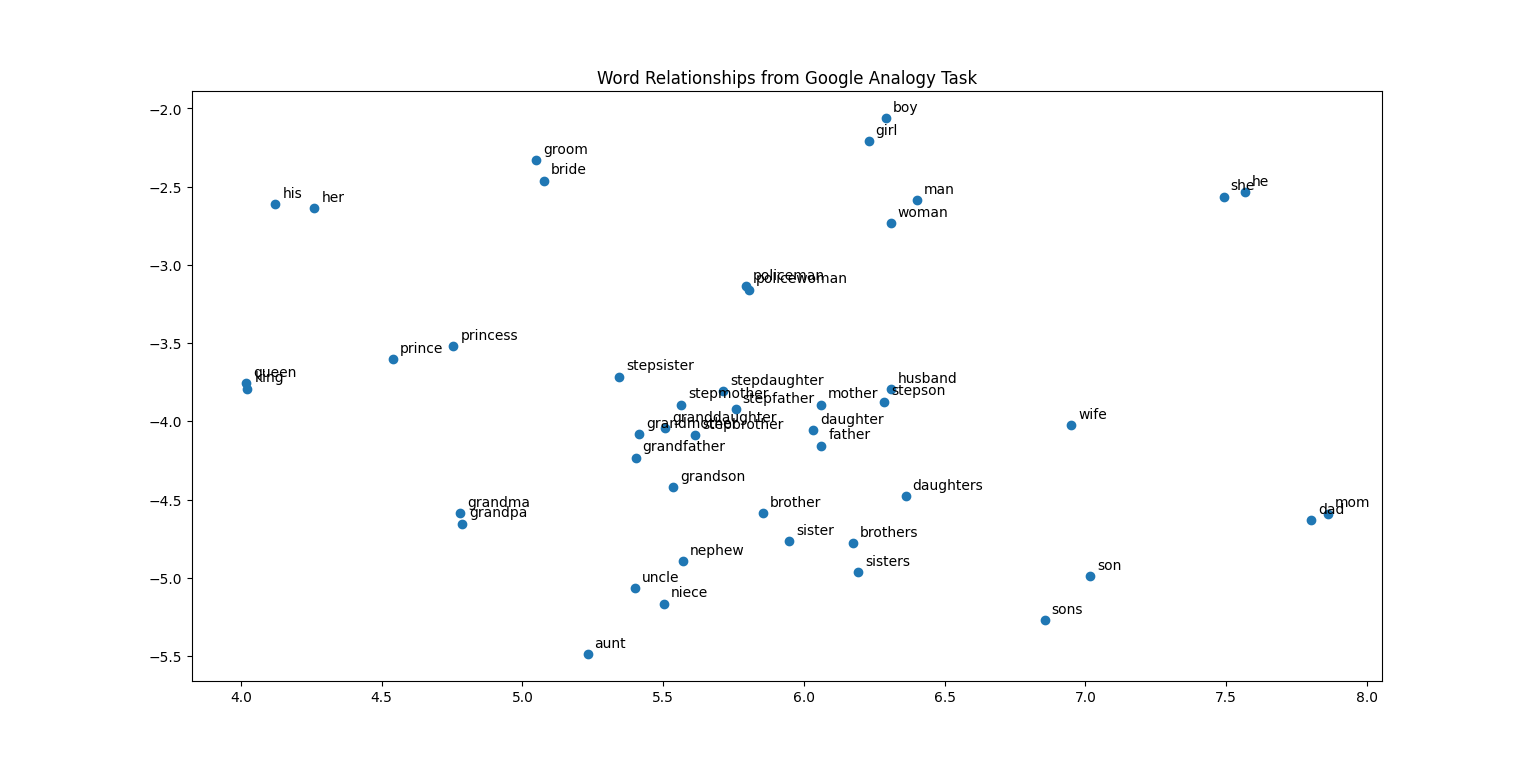 Word Relationships from Google Analogy Task
−2.0
−2.5
−3.0
−3.5
−4.0
−4.5
−5.0
−5.5
boy
girl
groom
bride
his
her
man
woman
she
he
policeman
policewoman
princess
prince
queen
king
stepsister
stepdaughter
stepmother
stepfather
mother
husband
stepson
wife
granddaughter
grandmother
stepbrother
daughter
father
grandfather
grandson
daughters
grandma
grandpa
brother
mom
dad
sister
brothers
nephew
sisters
son
uncle
niece
sons
aunt
4.0 4.5 5.0 5.5 6.0 6.5 7.0 7.5 8.0